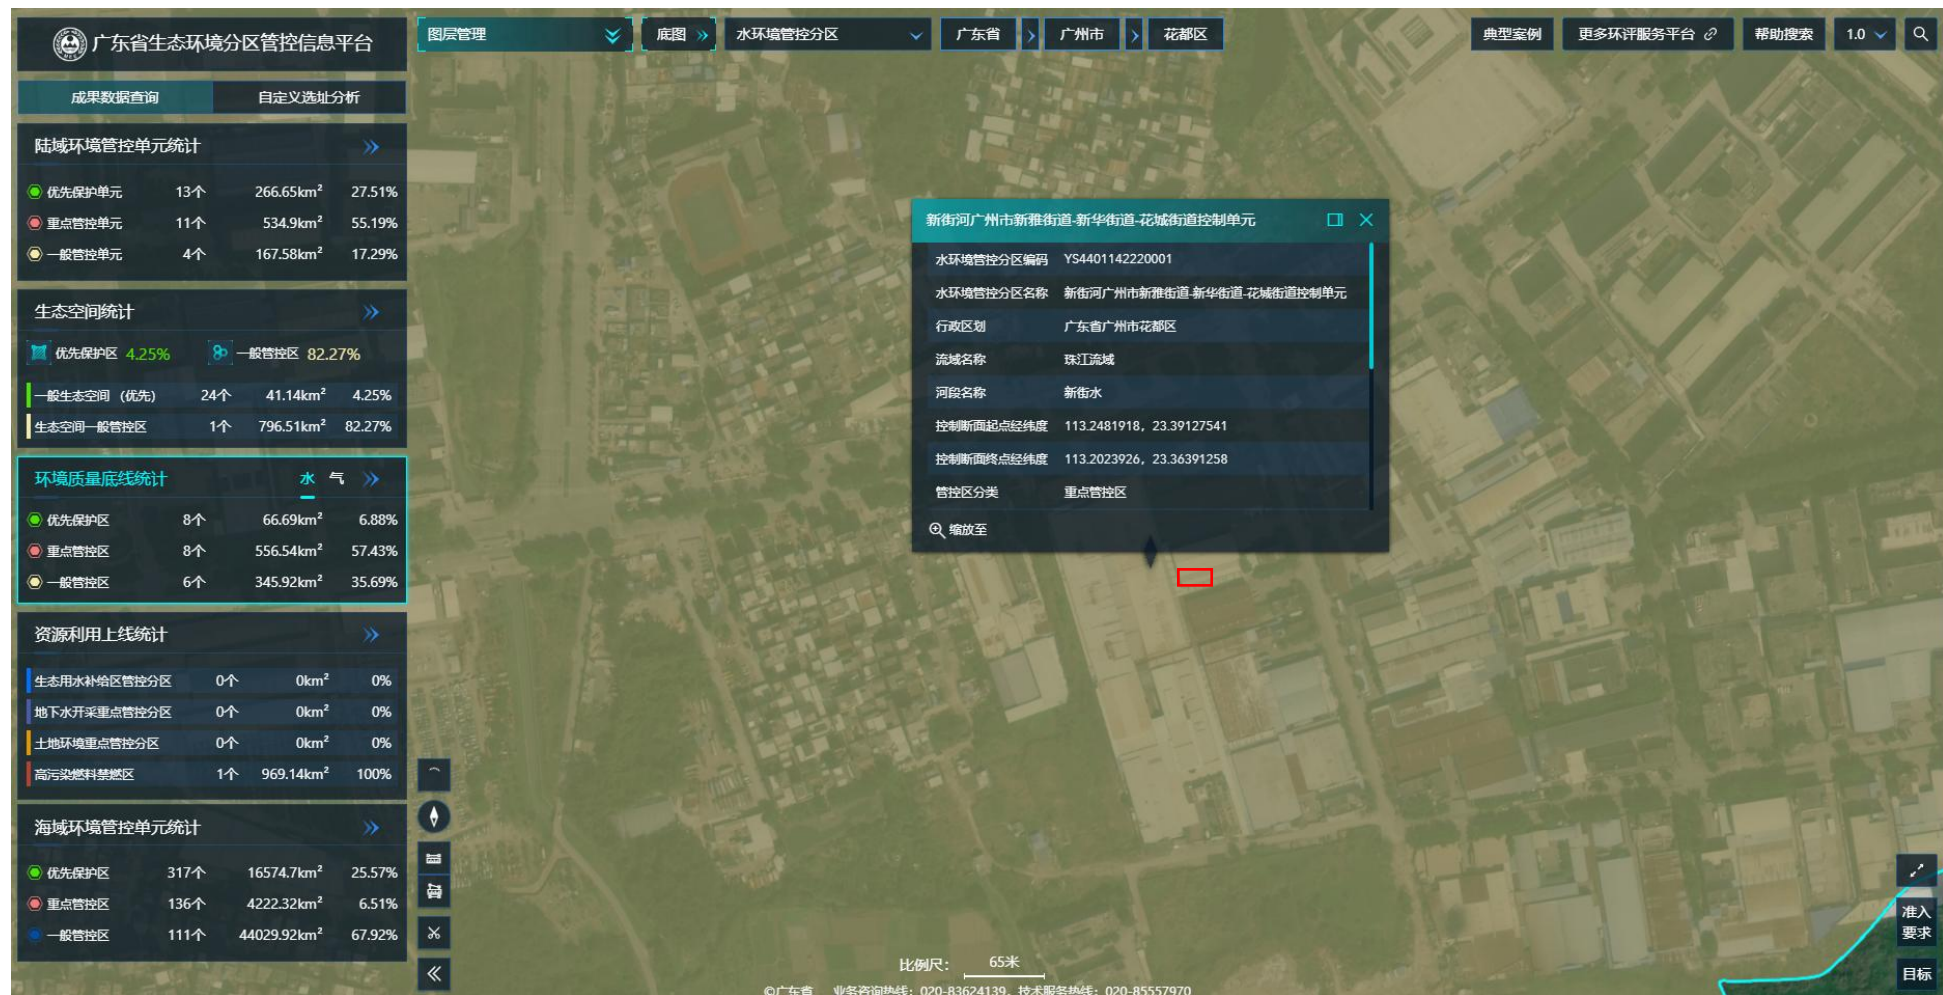 广东省生态环境分区管控信息平台
图层管理
底图
水环境管控分区
广东省
广州市
花都区
典型案例
更多环评服务平台
帮助搜索
1.0
成果数据查询
自定义选址分析
陆域环境管控单元统计
优先保护单元 13个 266.65km² 27.51%
重点管控单元 11个 534.9km² 55.19%
一般管控单元 4个 167.58km² 17.29%
生态空间统计
优先保护区 4.25% 一般管控区 82.27%
一般生态空间 (优先) 24个 41.14km² 4.25%
生态空间一般管控区 1个 796.51km² 82.27%
环境质量底线统计 水 气
优先保护区 8个 66.69km² 6.88%
重点管控区 8个 556.54km² 57.43%
一般管控区 6个 345.92km² 35.69%
资源利用上线统计
生态用水补给区管控分区 0个 0km² 0%
地下水开采重点管控分区 0个 0km² 0%
土地环境重点管控分区 0个 0km² 0%
高污染燃料禁燃区 1个 969.14km² 100%
海域环境管控单元统计
优先保护区 317个 16574.7km² 25.57%
重点管控区 136个 4222.32km² 6.51%
一般管控区 111个 44029.92km² 67.92%
新街河广州市新雅街道-新华街道-花城街道控制单元
水环境管控分区编码 YS4401142220001
水环境管控分区名称 新街河广州市新雅街道-新华街道-花城街道控制单元
行政区划 广东省广州市花都区
流域名称 珠江流域
河段名称 新街水
控制断面起点经纬度 113.2481918, 23.39127541
控制断面终点经纬度 113.2023926, 23.36391258
管控区分类 重点管控区
缩放至
准入
要求
目标
比例尺: 65米
©广东省 业务咨询热线: 020-83624139, 技术服务热线: 020-85557970